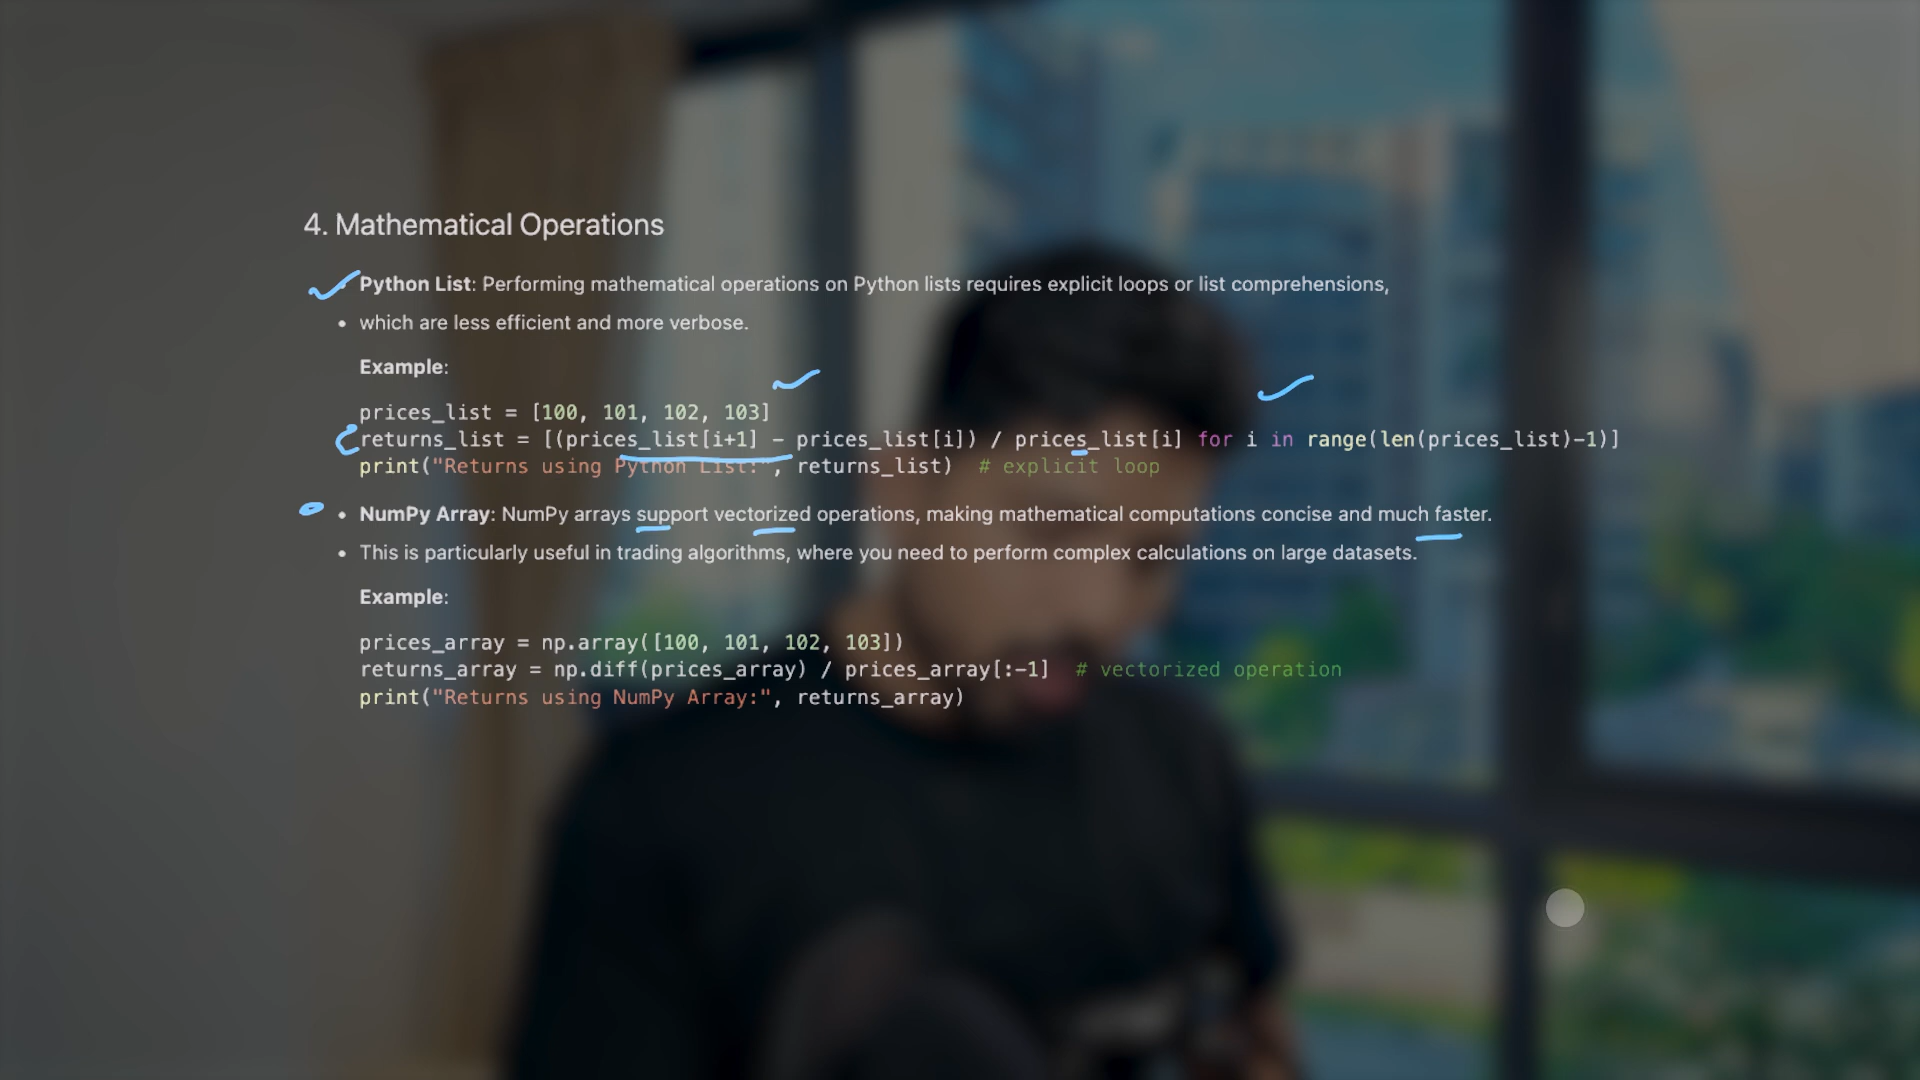 4. Mathematical Operations
Python List: Performing mathematical operations on Python lists requires explicit loops or list comprehensions,
• which are less efficient and more verbose.
Example:
prices_list = [100, 101, 102, 103]
returns_list = [(prices_list[i+1] - prices_list[i]) / prices_list[i] for i in range(len(prices_list)-1)]
print("Returns using Python List:", returns_list)  # explicit loop
• NumPy Array: NumPy arrays support vectorized operations, making mathematical computations concise and much faster.
• This is particularly useful in trading algorithms, where you need to perform complex calculations on large datasets.
Example:
prices_array = np.array([100, 101, 102, 103])
returns_array = np.diff(prices_array) / prices_array[:-1]  # vectorized operation
print("Returns using NumPy Array:", returns_array)